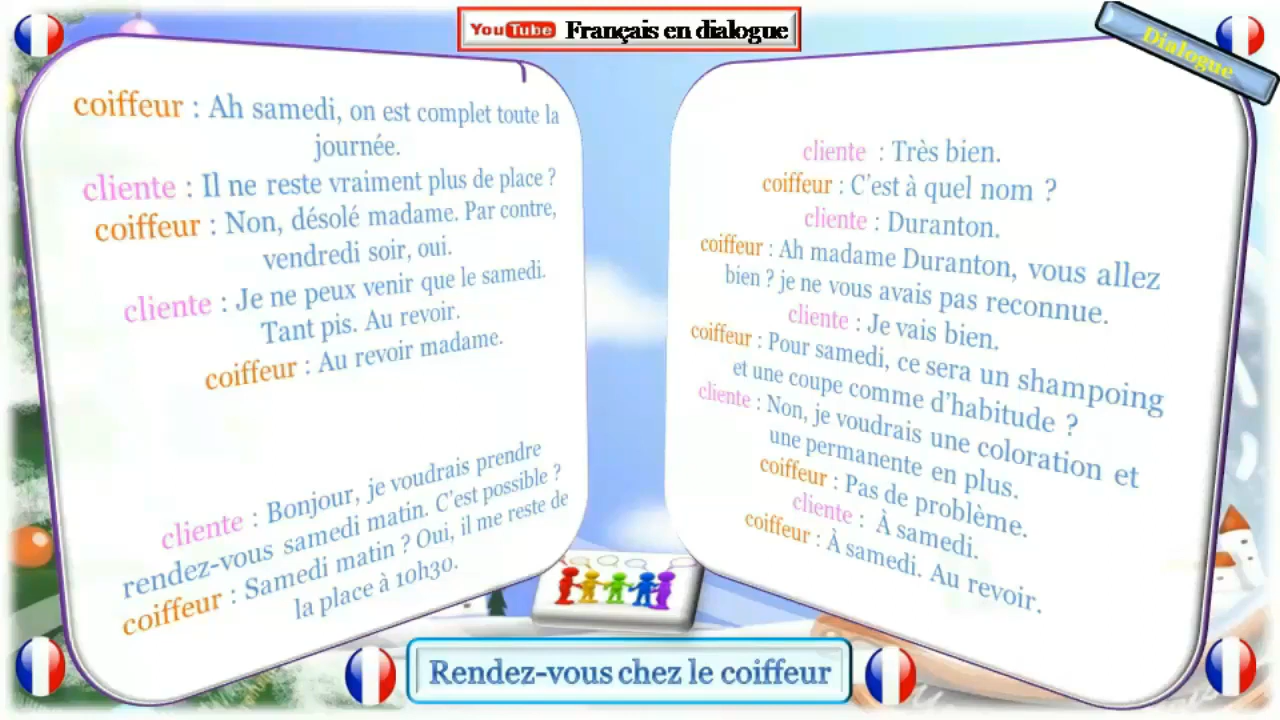 YouTube Français en dialogue
Dialogue
coiffeur : Ah samedi, on est complet toute la
journée.
cliente : Il ne reste vraiment plus de place ?
coiffeur : Non, désolé madame. Par contre,
vendredi soir, oui.
cliente : Je ne peux venir que le samedi.
Tant pis. Au revoir.
coiffeur : Au revoir madame.
cliente : Bonjour, je voudrais prendre
rendez-vous samedi matin. C'est possible ?
coiffeur : Samedi matin ? Oui, il me reste de
la place à 10h30.
cliente : Très bien.
coiffeur : C'est à quel nom ?
cliente : Duranton.
coiffeur : Ah madame Duranton, vous allez
bien ? je ne vous avais pas reconnue.
cliente : Je vais bien.
coiffeur : Pour samedi, ce sera un shampoing
et une coupe comme d'habitude ?
cliente : Non, je voudrais une coloration et
une permanente en plus.
coiffeur : Pas de problème.
cliente : À samedi.
coiffeur : À samedi. Au revoir.
Rendez-vous chez le coiffeur